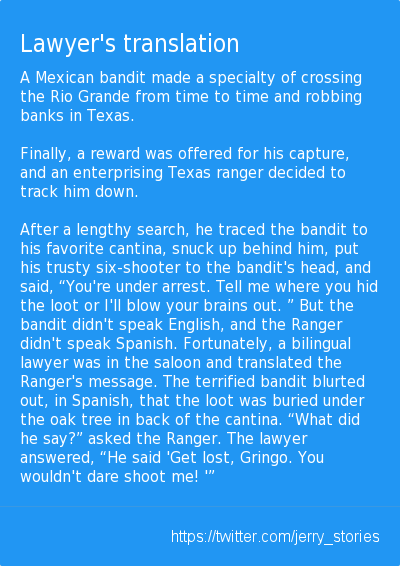 Lawyer's translation
A Mexican bandit made a specialty of crossing
the Rio Grande from time to time and robbing
banks in Texas.
Finally, a reward was offered for his capture,
and an enterprising Texas ranger decided to
track him down.
After a lengthy search, he traced the bandit to
his favorite cantina, snuck up behind him, put
his trusty six-shooter to the bandit's head, and
said, “You're under arrest. Tell me where you hid
the loot or I'll blow your brains out. ” But the
bandit didn't speak English, and the Ranger
didn't speak Spanish. Fortunately, a bilingual
lawyer was in the saloon and translated the
Ranger's message. The terrified bandit blurted
out, in Spanish, that the loot was buried under
the oak tree in back of the cantina. “What did
he say?” asked the Ranger. The lawyer
answered, “He said 'Get lost, Gringo. You
wouldn't dare shoot me! '”
https://twitter.com/jerry_stories